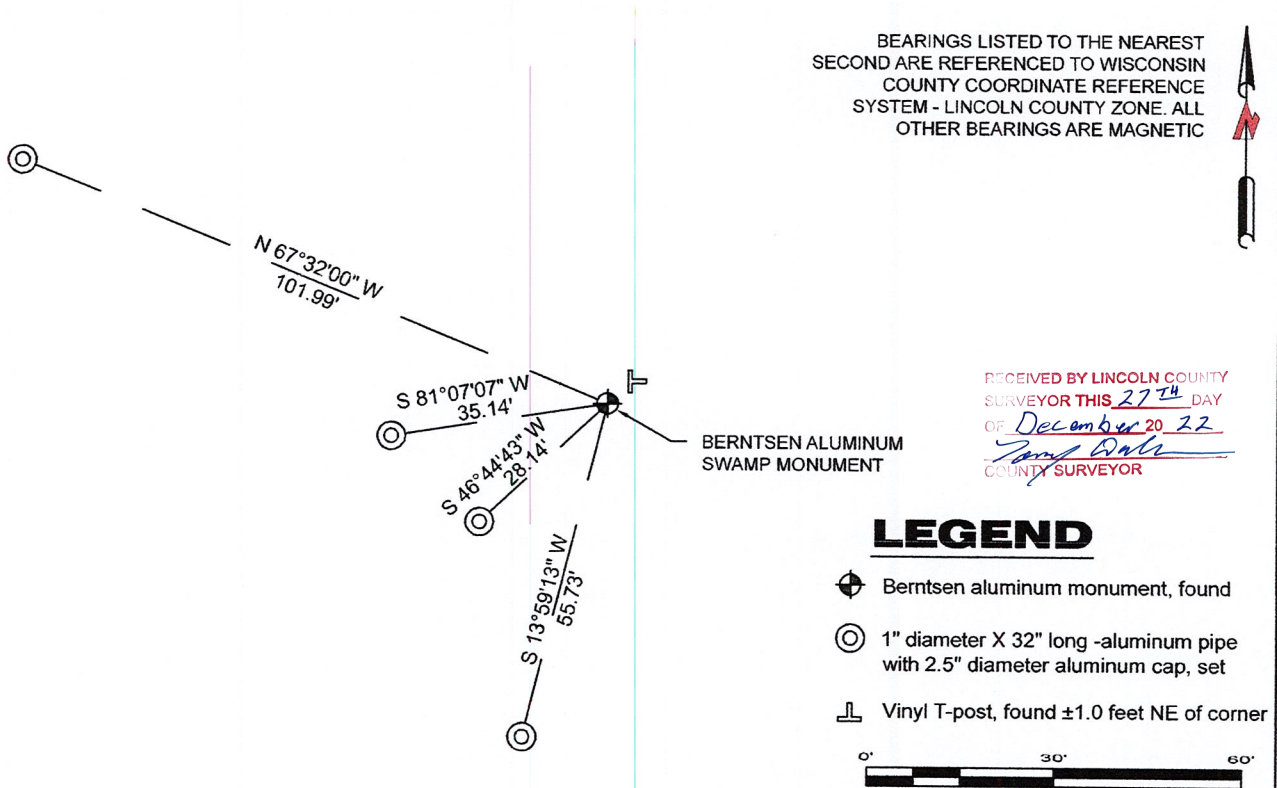 BEARINGS LISTED TO THE NEAREST
SECOND ARE REFERENCED TO WISCONSIN
COUNTY COORDINATE REFERENCE
SYSTEM - LINCOLN COUNTY ZONE. ALL
OTHER BEARINGS ARE MAGNETIC
N
N 67°32'00" W
101.99'
S 81°07'07" W
35.14'
S 46°44'43" W
28.14'
S 13°59'13" W
55.73'
BERNTSEN ALUMINUM
SWAMP MONUMENT
RECEIVED BY LINCOLN COUNTY
SURVEYOR THIS 27TH DAY
OF December 20 22
COUNTY SURVEYOR
LEGEND
Berntsen aluminum monument, found
1" diameter X 32" long -aluminum pipe
with 2.5" diameter aluminum cap, set
Vinyl T-post, found ±1.0 feet NE of corner
0' 30' 60'